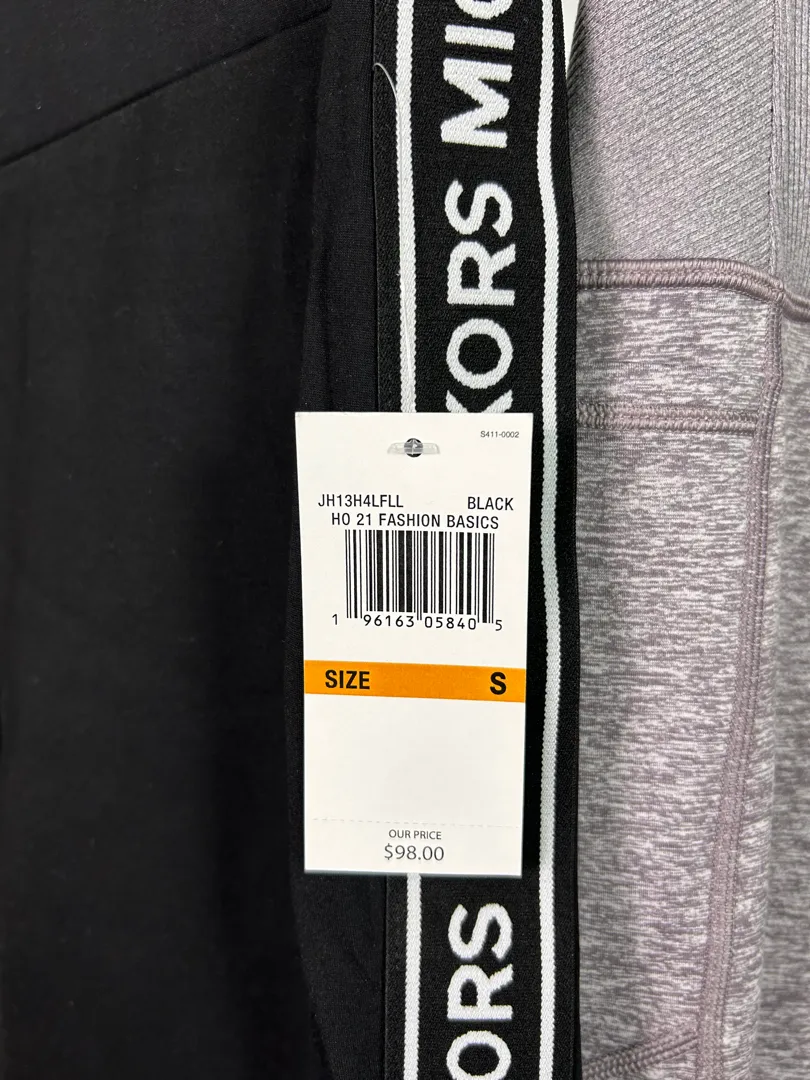 KORS MIC
S411-0002
JH13H4LFLL BLACK
HO 21 FASHION BASICS
1 96163 05840 5
SIZE S
OUR PRICE
$98.00
KORS